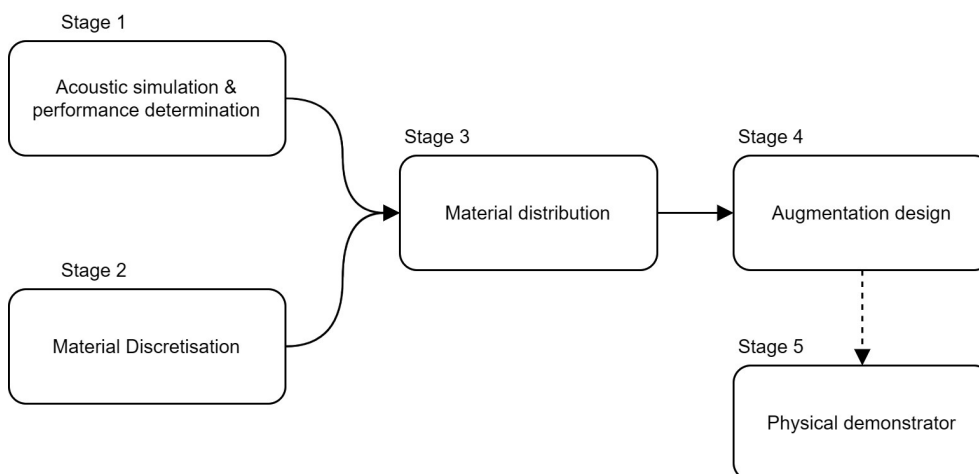 Stage 1
Acoustic simulation &
performance determination
Stage 2
Material Discretisation
Stage 3
Material distribution
Stage 4
Augmentation design
Stage 5
Physical demonstrator